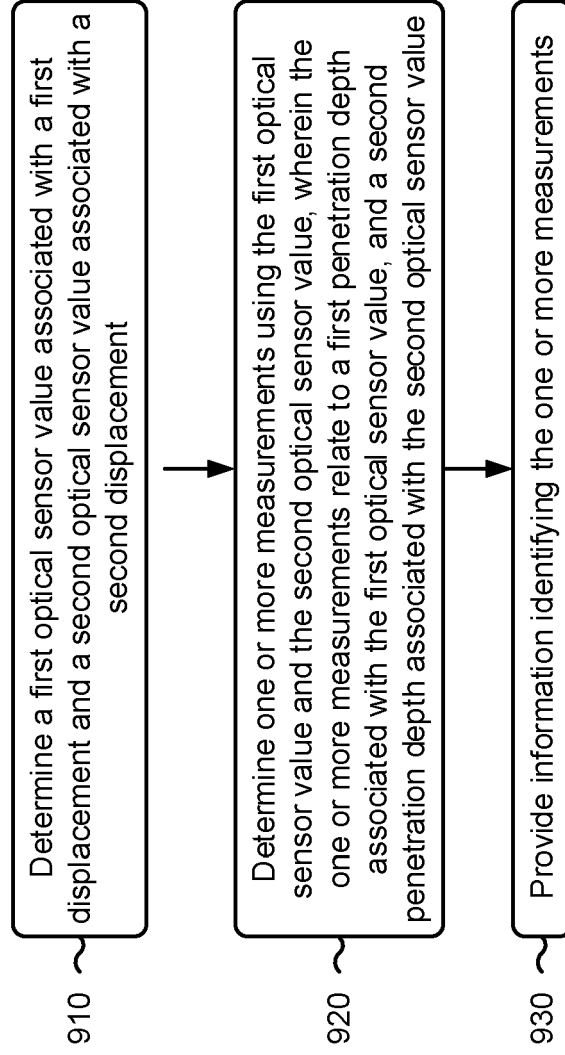 910
Determine a first optical sensor value associated with a first
displacement and a second optical sensor value associated with a
second displacement
920
Determine one or more measurements using the first optical
sensor value and the second optical sensor value, wherein the
one or more measurements relate to a first penetration depth
associated with the first optical sensor value, and a second
penetration depth associated with the second optical sensor value
930
Provide information identifying the one or more measurements